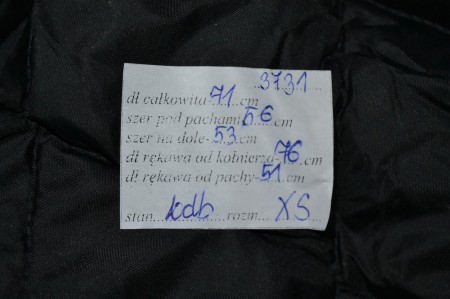 3731
dł całkowita-71...cm
szer pod pachami 56...cm
szer na dole-53.cm
dł rękawa od kołnierza-76.cm
dł rękawa od pachy-51.cm
stan....kdb....rozm....XS